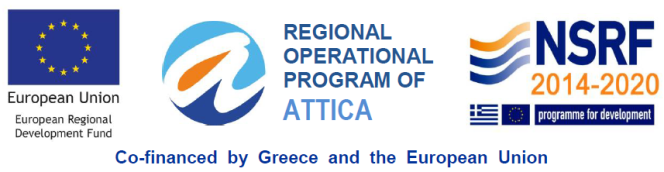 European Union
European Regional
Development Fund
REGIONAL
OPERATIONAL
PROGRAM OF
ATTICA
NSRF
2014-2020
programme for development
Co-financed by Greece and the European Union